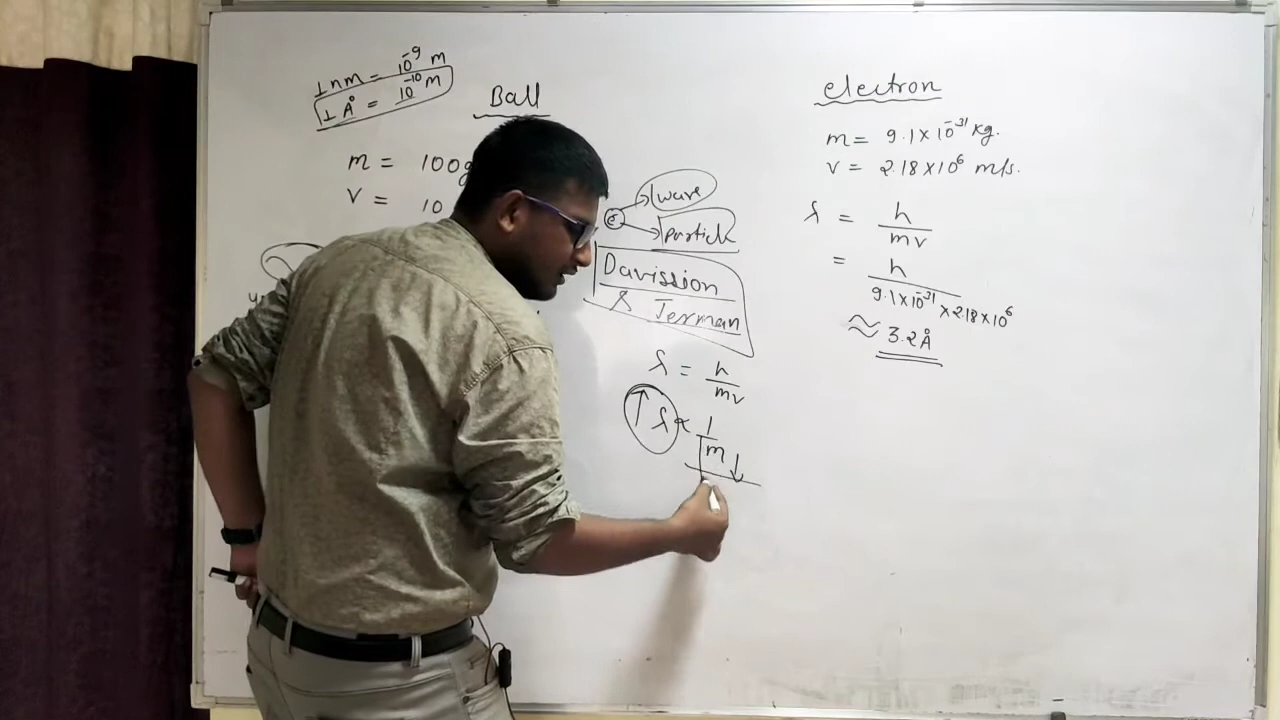 1 nm = 10⁻⁹ m
1 Å = 10⁻¹⁰ m
Ball
m = 100g
v = 10
e
wave
particle
Davission
& Jerman
λ = h/mv
↑ λ ∝ 1/m ↓
electron
m = 9.1×10⁻³¹ kg.
v = 2.18×10⁶ m/s.
λ = h/mv
= h/9.1×10⁻³¹ × 2.18×10⁶
≈ 3.2Å